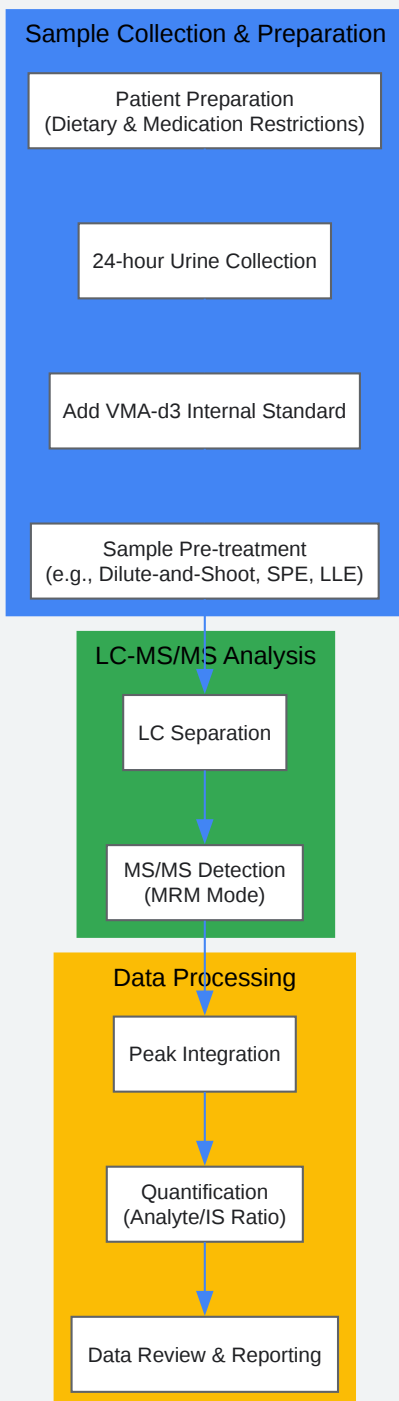 Sample Collection & Preparation
Patient Preparation
(Dietary & Medication Restrictions)
24-hour Urine Collection
Add VMA-d3 Internal Standard
Sample Pre-treatment
(e.g., Dilute-and-Shoot, SPE, LLE)
LC-MS/MS Analysis
LC Separation
MS/MS Detection
(MRM Mode)
Data Processing
Peak Integration
Quantification
(Analyte/IS Ratio)
Data Review & Reporting